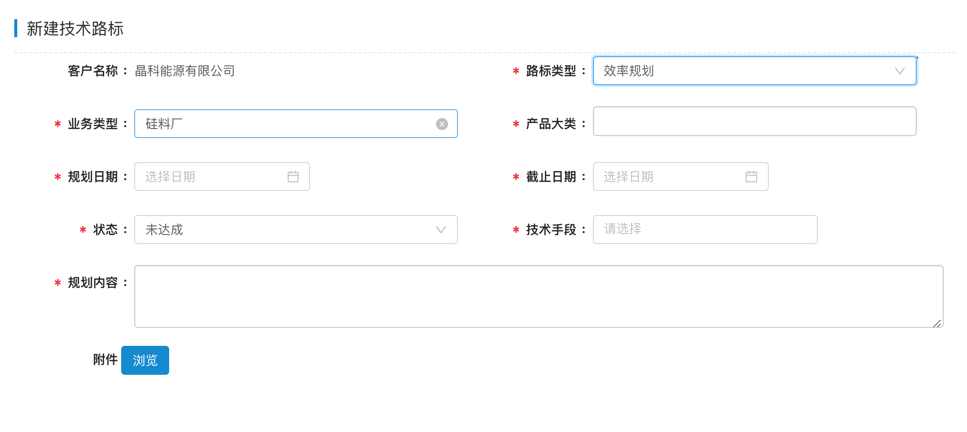 新建技术路标
客户名称： 晶科能源有限公司
* 路标类型： 效率规划
* 业务类型： 硅料厂
* 产品大类：
* 规划日期： 选择日期
* 截止日期： 选择日期
* 状态： 未达成
* 技术手段： 请选择
* 规划内容：
附件 浏览